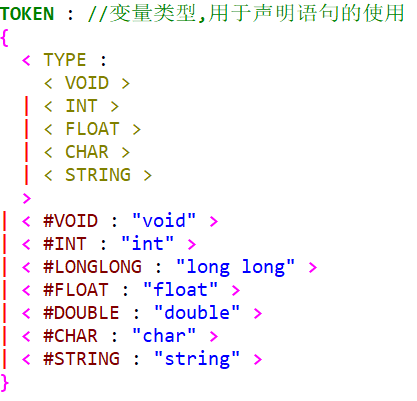 TOKEN : //变量类型,用于声明语句的使用
{
  < TYPE :
    < VOID >
  | < INT >
  | < FLOAT >
  | < CHAR >
  | < STRING >
  >
| < #VOID : "void" >
| < #INT : "int" >
| < #LONGLONG : "long long" >
| < #FLOAT : "float" >
| < #DOUBLE : "double" >
| < #CHAR : "char" >
| < #STRING : "string" >
}